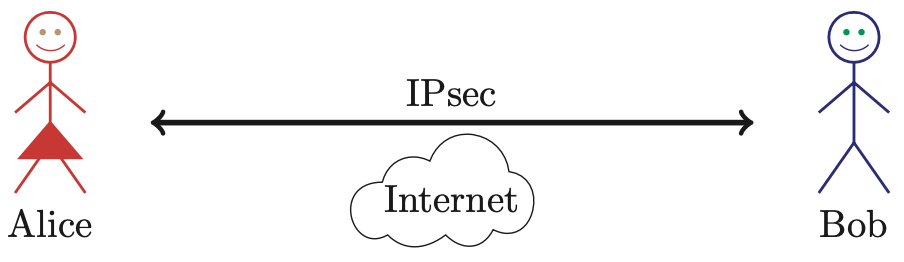 IPsec
Internet
Alice
Bob